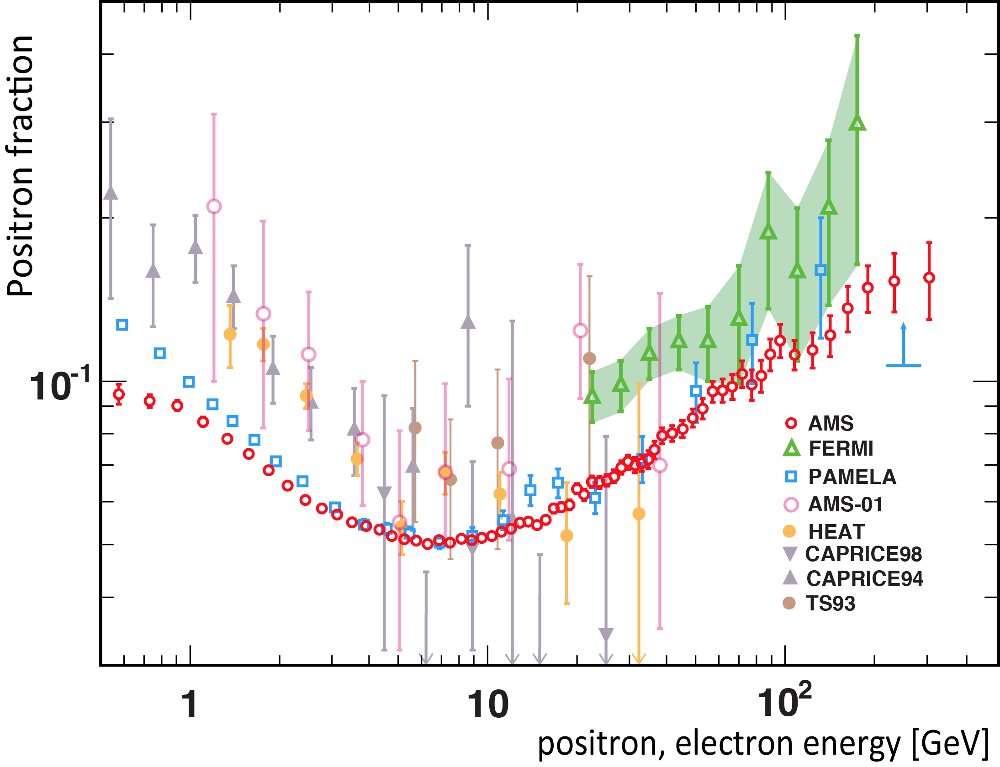 Positron fraction
10⁻¹
AMS
FERMI
PAMELA
AMS-01
HEAT
CAPRICE98
CAPRICE94
TS93
1 10 10²
positron, electron energy [GeV]